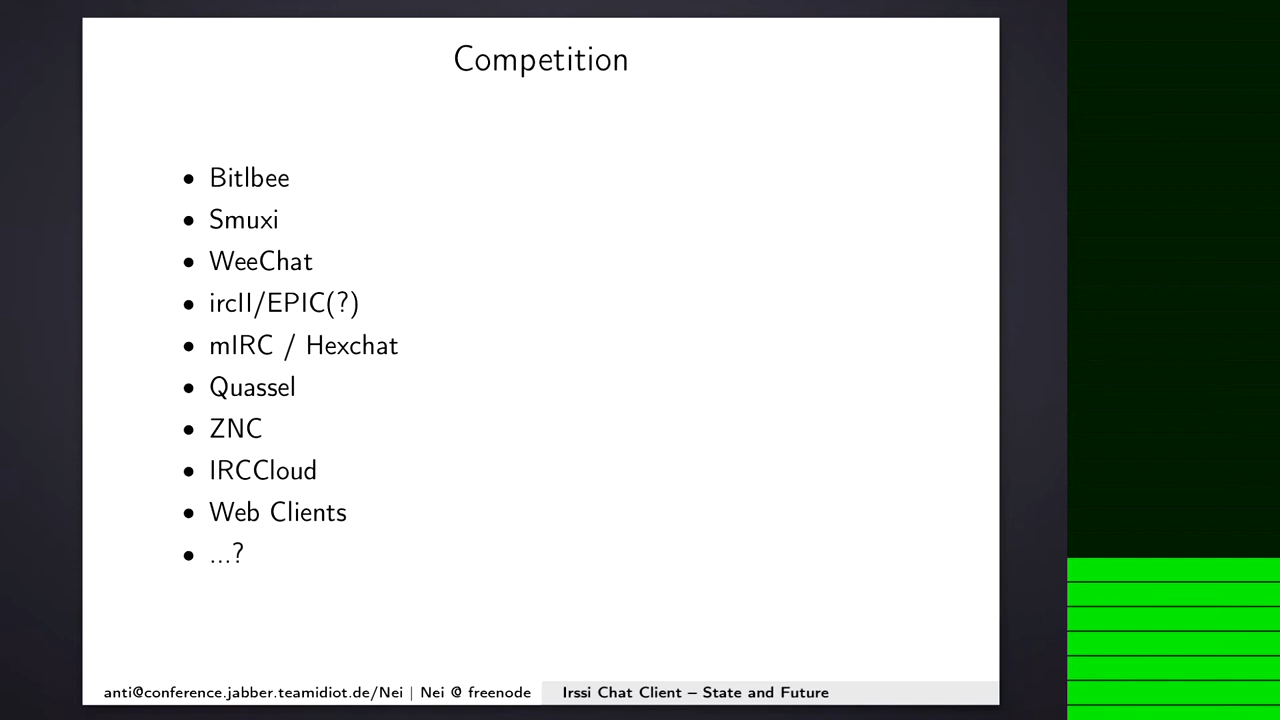 Competition
• Bitlbee
• Smuxi
• WeeChat
• ircII/EPIC(?)
• mIRC / Hexchat
• Quassel
• ZNC
• IRCCloud
• Web Clients
• ...?
anti@conference.jabber.teamidiot.de/Nei | Nei @ freenode Irssi Chat Client – State and Future